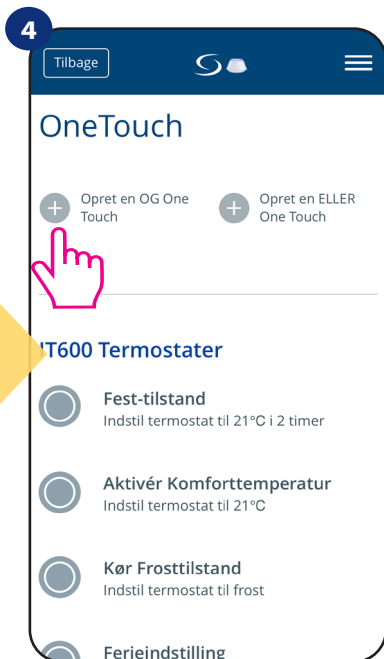 4
Tilbage
OneTouch
Opret en OG One
Touch
Opret en ELLER
One Touch
IT600 Termostater
Fest-tilstand
Indstil termostat til 21°C i 2 timer
Aktivér Komforttemperatur
Indstil termostat til 21°C
Kør Frosttilstand
Indstil termostat til frost
Ferieindstilling